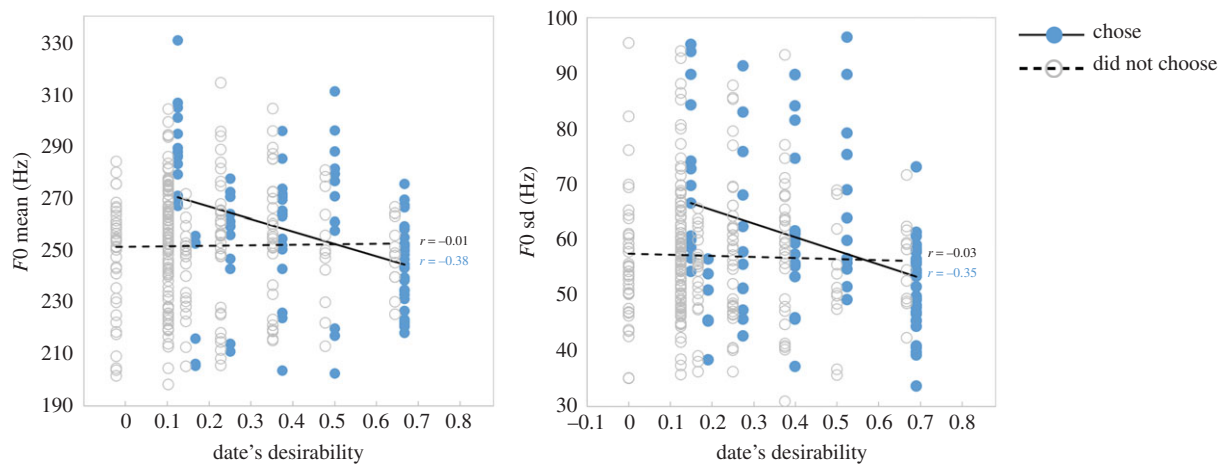 330
310
290
270
250
230
210
190
F0 mean (Hz)
r = –0.01
r = –0.38
0 0.1 0.2 0.3 0.4 0.5 0.6 0.7 0.8
date's desirability
100
90
80
70
60
50
40
30
F0 sd (Hz)
r = –0.03
r = –0.35
–0.1 0 0.1 0.2 0.3 0.4 0.5 0.6 0.7 0.8
date's desirability
chose
did not choose